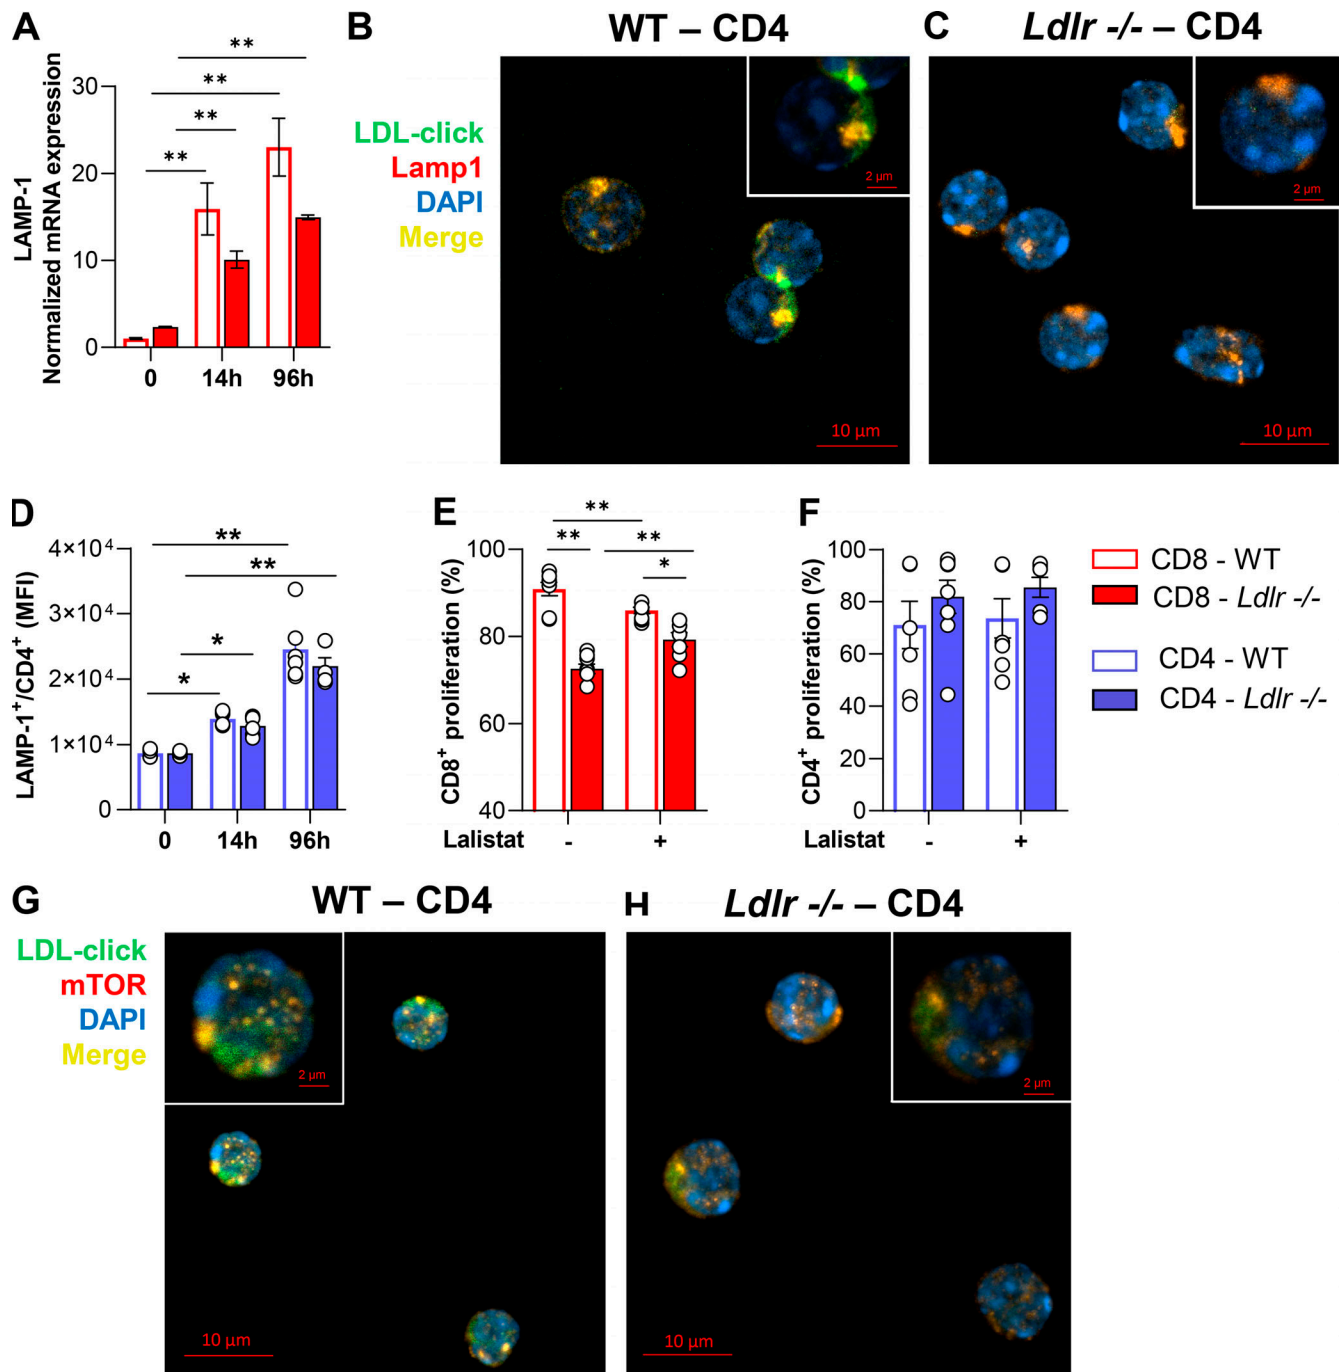 A
LAMP-1
Normalized mRNA expression
30
20
10
0
**
**
**
**
0 14h 96h
B
WT – CD4
LDL-click
Lamp1
DAPI
Merge
2 µm
10 µm
C
Ldlr -/- – CD4
2 µm
10 µm
D
LAMP-1+/CD4+ (MFI)
4×10⁴
3×10⁴
2×10⁴
1×10⁴
0
**
**
*
*
0 14h 96h
E
CD8+ proliferation (%)
100
80
60
40
**
** **
*
Lalistat - +
F
CD4+ proliferation (%)
100
80
60
40
20
0
- +
CD8 - WT
CD8 - Ldlr -/-
CD4 - WT
CD4 - Ldlr -/-
G
WT – CD4
LDL-click
mTOR
DAPI
Merge
2 µm
10 µm
H
Ldlr -/- – CD4
2 µm
10 µm